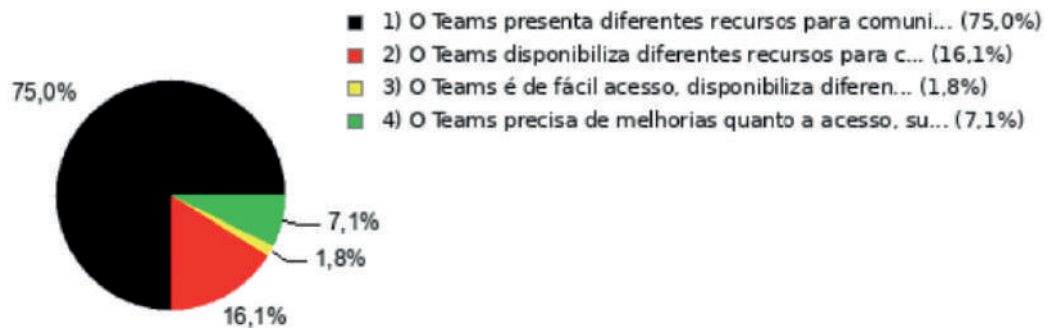 1) O Teams presenta diferentes recursos para comuni... (75,0%)
2) O Teams disponibiliza diferentes recursos para c... (16,1%)
3) O Teams é de fácil acesso, disponibiliza diferen... (1,8%)
4) O Teams precisa de melhorias quanto a acesso, su... (7,1%)
75,0%
7,1%
1,8%
16,1%